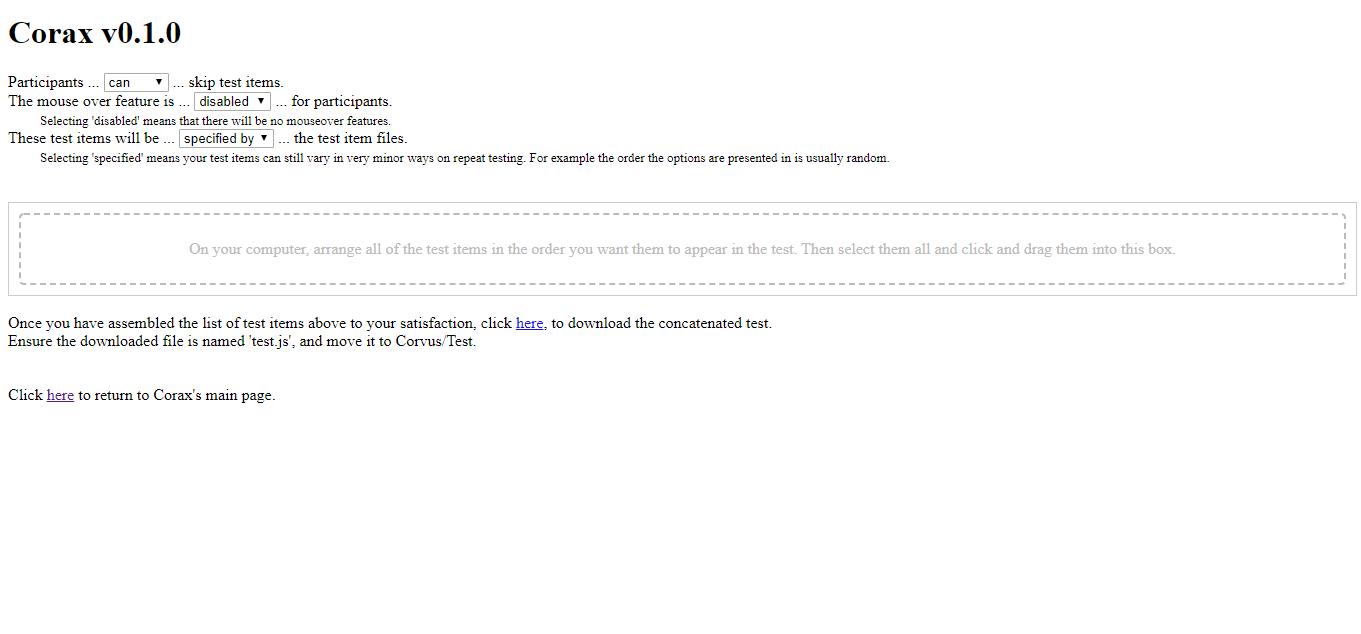 Corax v0.1.0
Participants ... can ... skip test items.
The mouse over feature is ... disabled ... for participants.
Selecting 'disabled' means that there will be no mouseover features.
These test items will be ... specified by ... the test item files.
Selecting 'specified' means your test items can still vary in very minor ways on repeat testing. For example the order the options are presented in is usually random.
On your computer, arrange all of the test items in the order you want them to appear in the test. Then select them all and click and drag them into this box.
Once you have assembled the list of test items above to your satisfaction, click here, to download the concatenated test.
Ensure the downloaded file is named 'test.js', and move it to Corvus/Test.
Click here to return to Corax's main page.